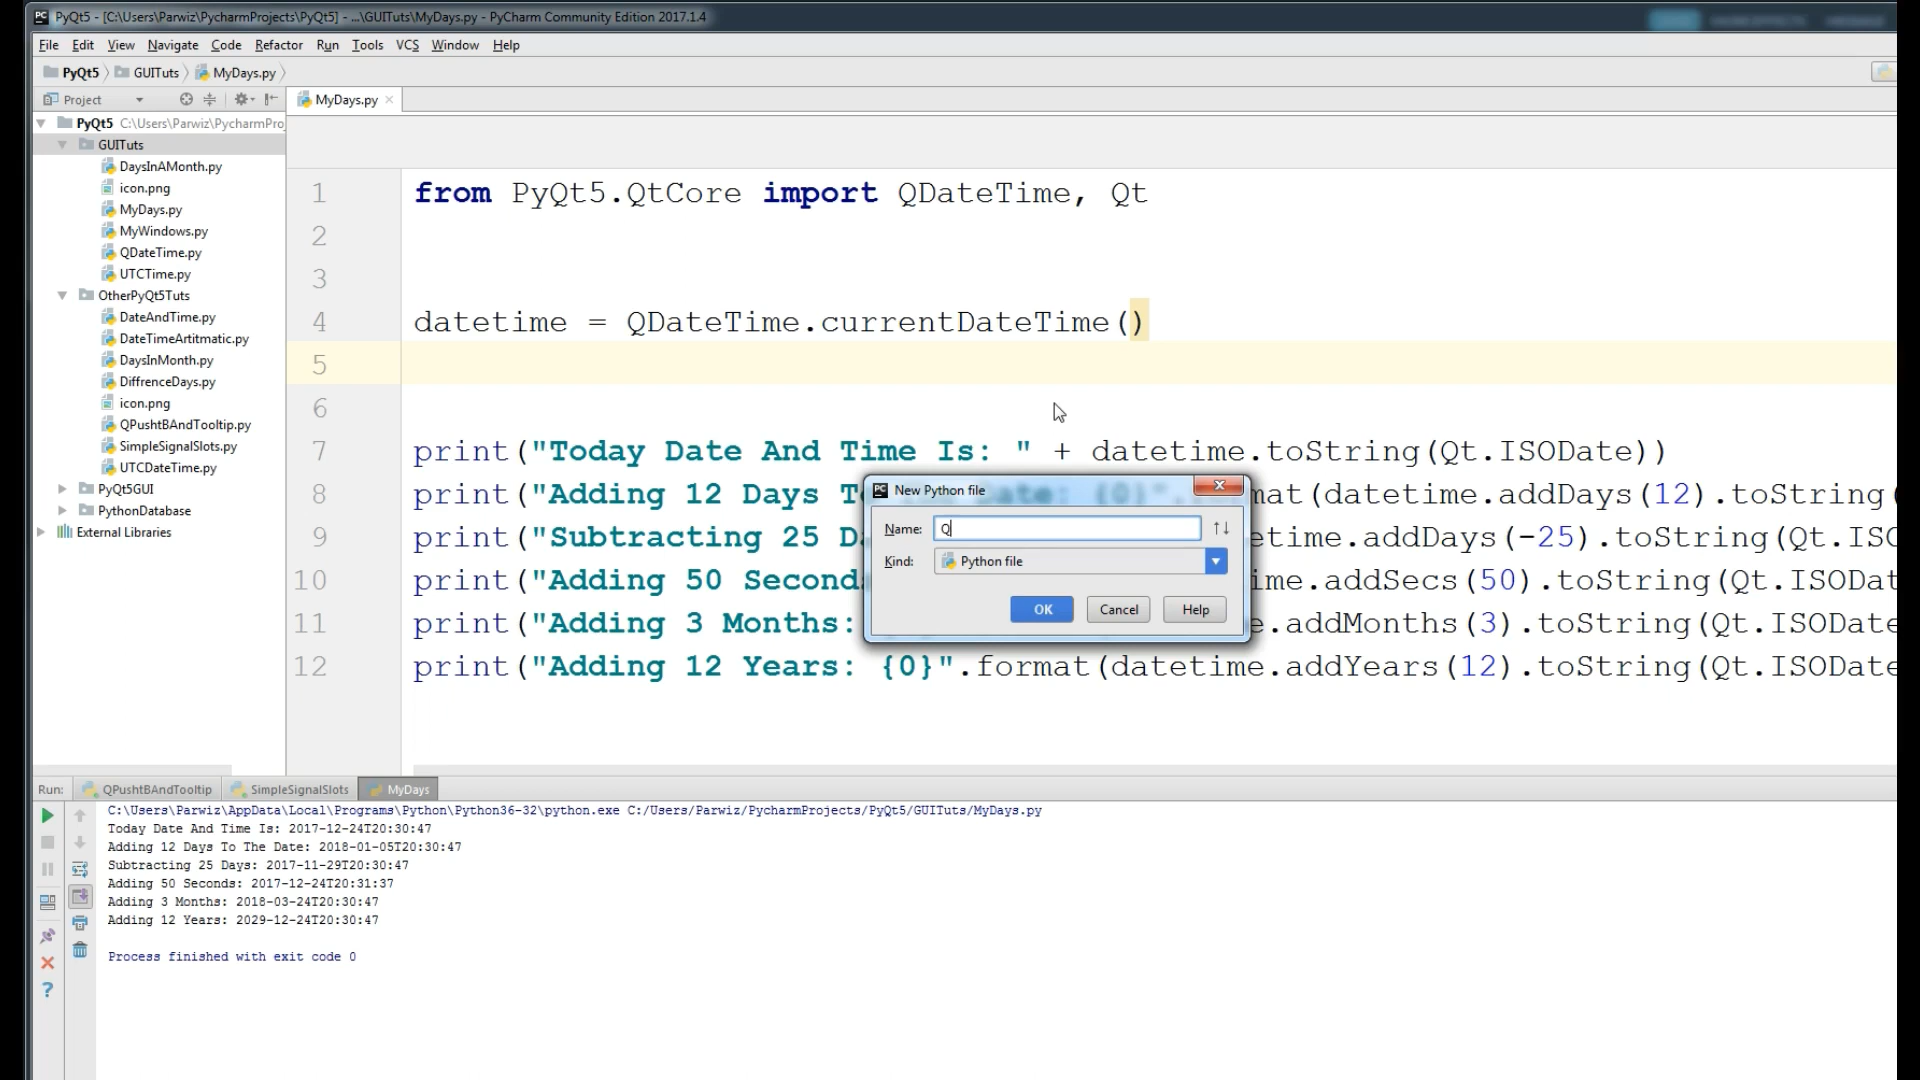 PyQt5 - [C:\Users\Parwiz\PycharmProjects\PyQt5] - ...\GUITuts\MyDays.py - PyCharm Community Edition 2017.1.4
File Edit View Navigate Code Refactor Run Tools VCS Window Help
PyQt5 GUITuts MyDays.py
Project
MyDays.py
PyQt5 C:\Users\Parwiz\PycharmPro
GUITuts
DaysInAMonth.py
icon.png
MyDays.py
MyWindows.py
QDateTime.py
UTCTime.py
OtherPyQt5Tuts
DateAndTime.py
DateTimeArtitmatic.py
DaysInMonth.py
DiffrenceDays.py
icon.png
QPushtBAndTooltip.py
SimpleSignalSlots.py
UTCDateTime.py
PyQt5GUI
PythonDatabase
External Libraries
1 from PyQt5.QtCore import QDateTime, Qt
2
3
4 datetime = QDateTime.currentDateTime()
5
6
7 print("Today Date And Time Is: " + datetime.toString(Qt.ISODate))
8 print("Adding 12 Days T Date: {0}". mat(datetime.addDays(12).toString(
9 print("Subtracting 25 Da etime.addDays(-25).toString(Qt.ISO
10 print("Adding 50 Seconds ime.addSecs(50).toString(Qt.ISODat
11 print("Adding 3 Months: e.addMonths(3).toString(Qt.ISODate
12 print("Adding 12 Years: {0}".format(datetime.addYears(12).toString(Qt.ISODate
New Python file
Name: Q
Kind: Python file
OK Cancel Help
Run: QPushtBAndTooltip SimpleSignalSlots MyDays
C:\Users\Parwiz\AppData\Local\Programs\Python\Python36-32\python.exe C:/Users/Parwiz/PycharmProjects/PyQt5/GUITuts/MyDays.py
Today Date And Time Is: 2017-12-24T20:30:47
Adding 12 Days To The Date: 2018-01-05T20:30:47
Subtracting 25 Days: 2017-11-29T20:30:47
Adding 50 Seconds: 2017-12-24T20:31:37
Adding 3 Months: 2018-03-24T20:30:47
Adding 12 Years: 2029-12-24T20:30:47
Process finished with exit code 0